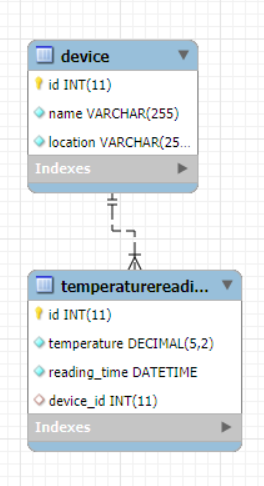 device
id INT(11)
name VARCHAR(255)
location VARCHAR(25...
Indexes
temperaturereadi...
id INT(11)
temperature DECIMAL(5,2)
reading_time DATETIME
device_id INT(11)
Indexes